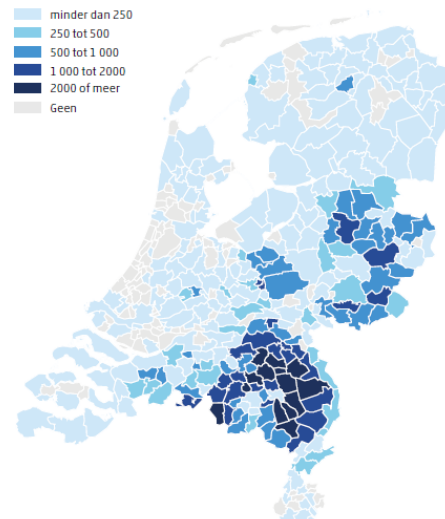 minder dan 250
250 tot 500
500 tot 1 000
1 000 tot 2000
2000 of meer
Geen